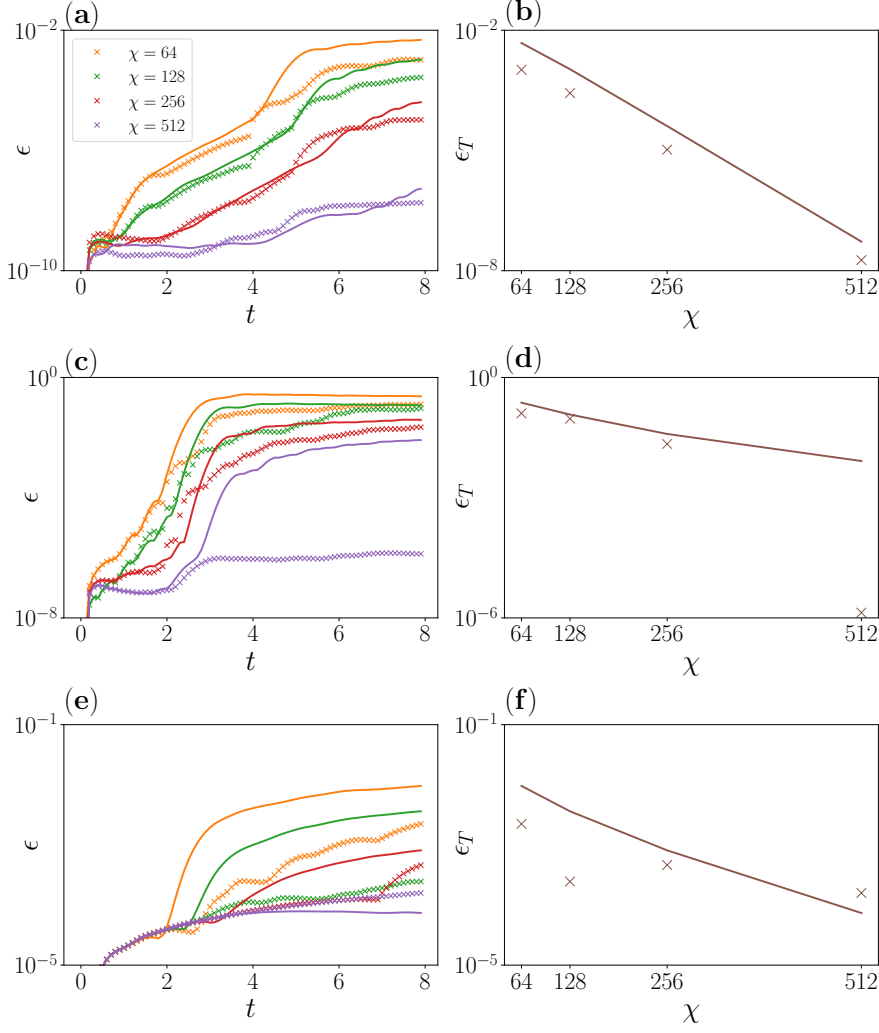 (a)
10^{-2}
χ = 64
χ = 128
χ = 256
χ = 512
ϵ
10^{-10}
0 2 4 6 8
t
(b)
10^{-2}
ϵ_T
10^{-8}
64 128 256 512
χ
(c)
10^{0}
ϵ
10^{-8}
0 2 4 6 8
t
(d)
10^{0}
ϵ_T
10^{-6}
64 128 256 512
χ
(e)
10^{-1}
ϵ
10^{-5}
0 2 4 6 8
t
(f)
10^{-1}
ϵ_T
10^{-5}
64 128 256 512
χ